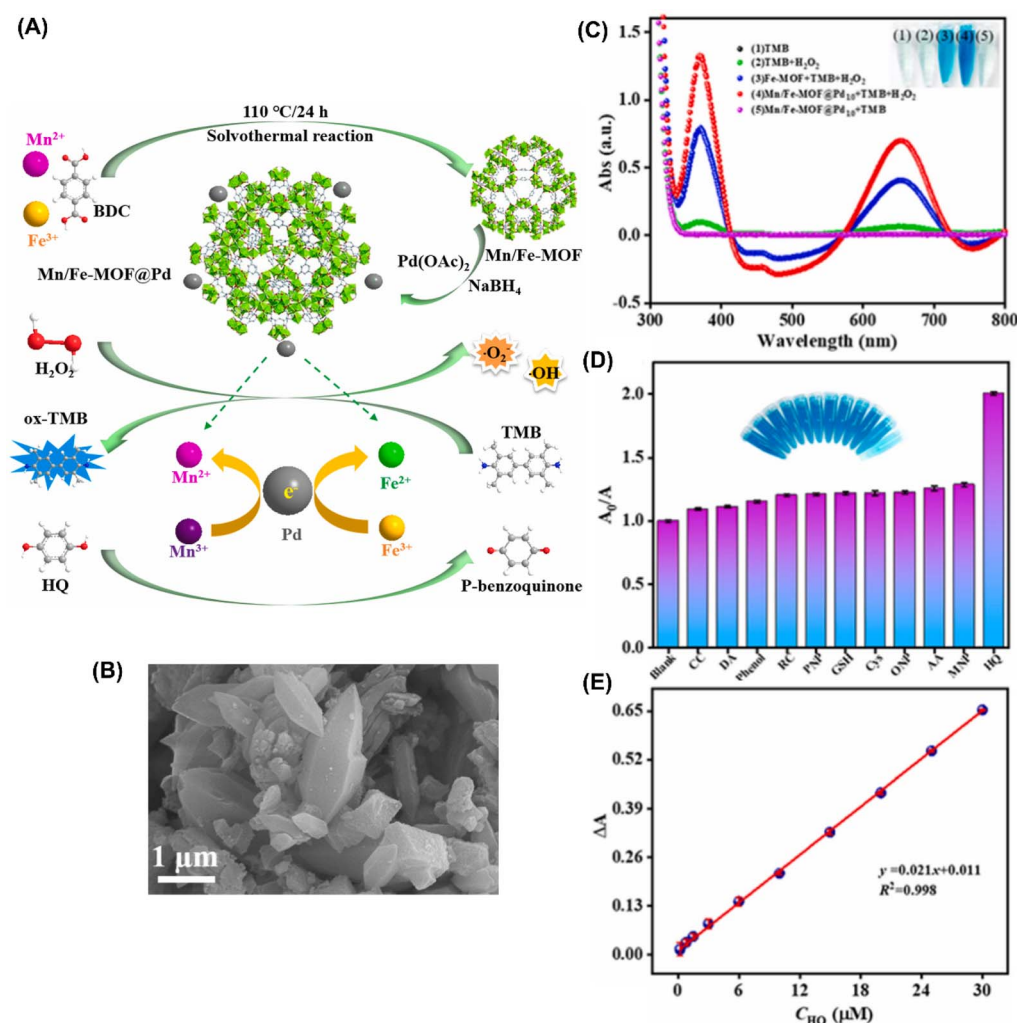 (A)
110 °C/24 h
Solvothermal reaction
Mn²⁺
BDC
Fe³⁺
Mn/Fe-MOF@Pd
Mn/Fe-MOF
Pd(OAc)₂
NaBH₄
H₂O₂
·O₂⁻
·OH
ox-TMB
TMB
Mn²⁺
Fe²⁺
e⁻
Pd
Mn³⁺
Fe³⁺
HQ
P-benzoquinone
(B)
1 μm
(C)
(1)TMB
(2)TMB+H₂O₂
(3)Fe-MOF+TMB+H₂O₂
(4)Mn/Fe-MOF@Pd₁.₀+TMB+H₂O₂
(5)Mn/Fe-MOF@Pd₁.₀+TMB
(1) (2) (3) (4) (5)
Abs (a.u.)
1.5
1.0
0.5
0.0
-0.5
300 400 500 600 700 800
Wavelength (nm)
(D)
A₀/A
2.0
1.5
1.0
0.5
0.0
Blank CC DA Phenol RC PNP GSH Cys ONP AA MNP HQ
(E)
ΔA
0.65
0.52
0.39
0.26
0.13
0.00
y=0.021x+0.011
R²=0.998
0 6 12 18 24 30
C_HQ (μM)